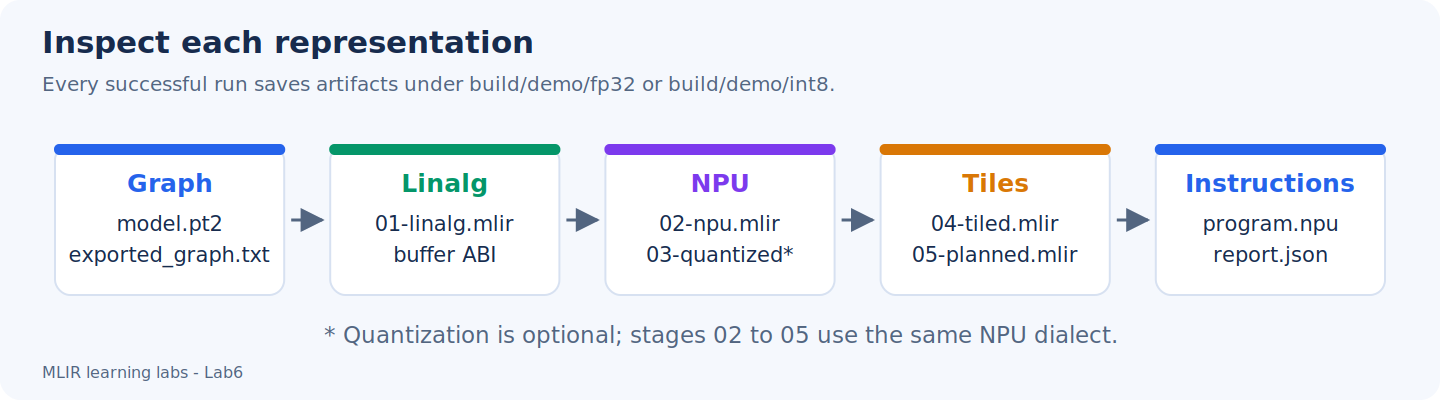 Inspect each representation
Every successful run saves artifacts under build/demo/fp32 or build/demo/int8.
Graph
model.pt2
exported_graph.txt
Linalg
01-linalg.mlir
buffer ABI
NPU
02-npu.mlir
03-quantized*
Tiles
04-tiled.mlir
05-planned.mlir
Instructions
program.npu
report.json
* Quantization is optional; stages 02 to 05 use the same NPU dialect.
MLIR learning labs - Lab6